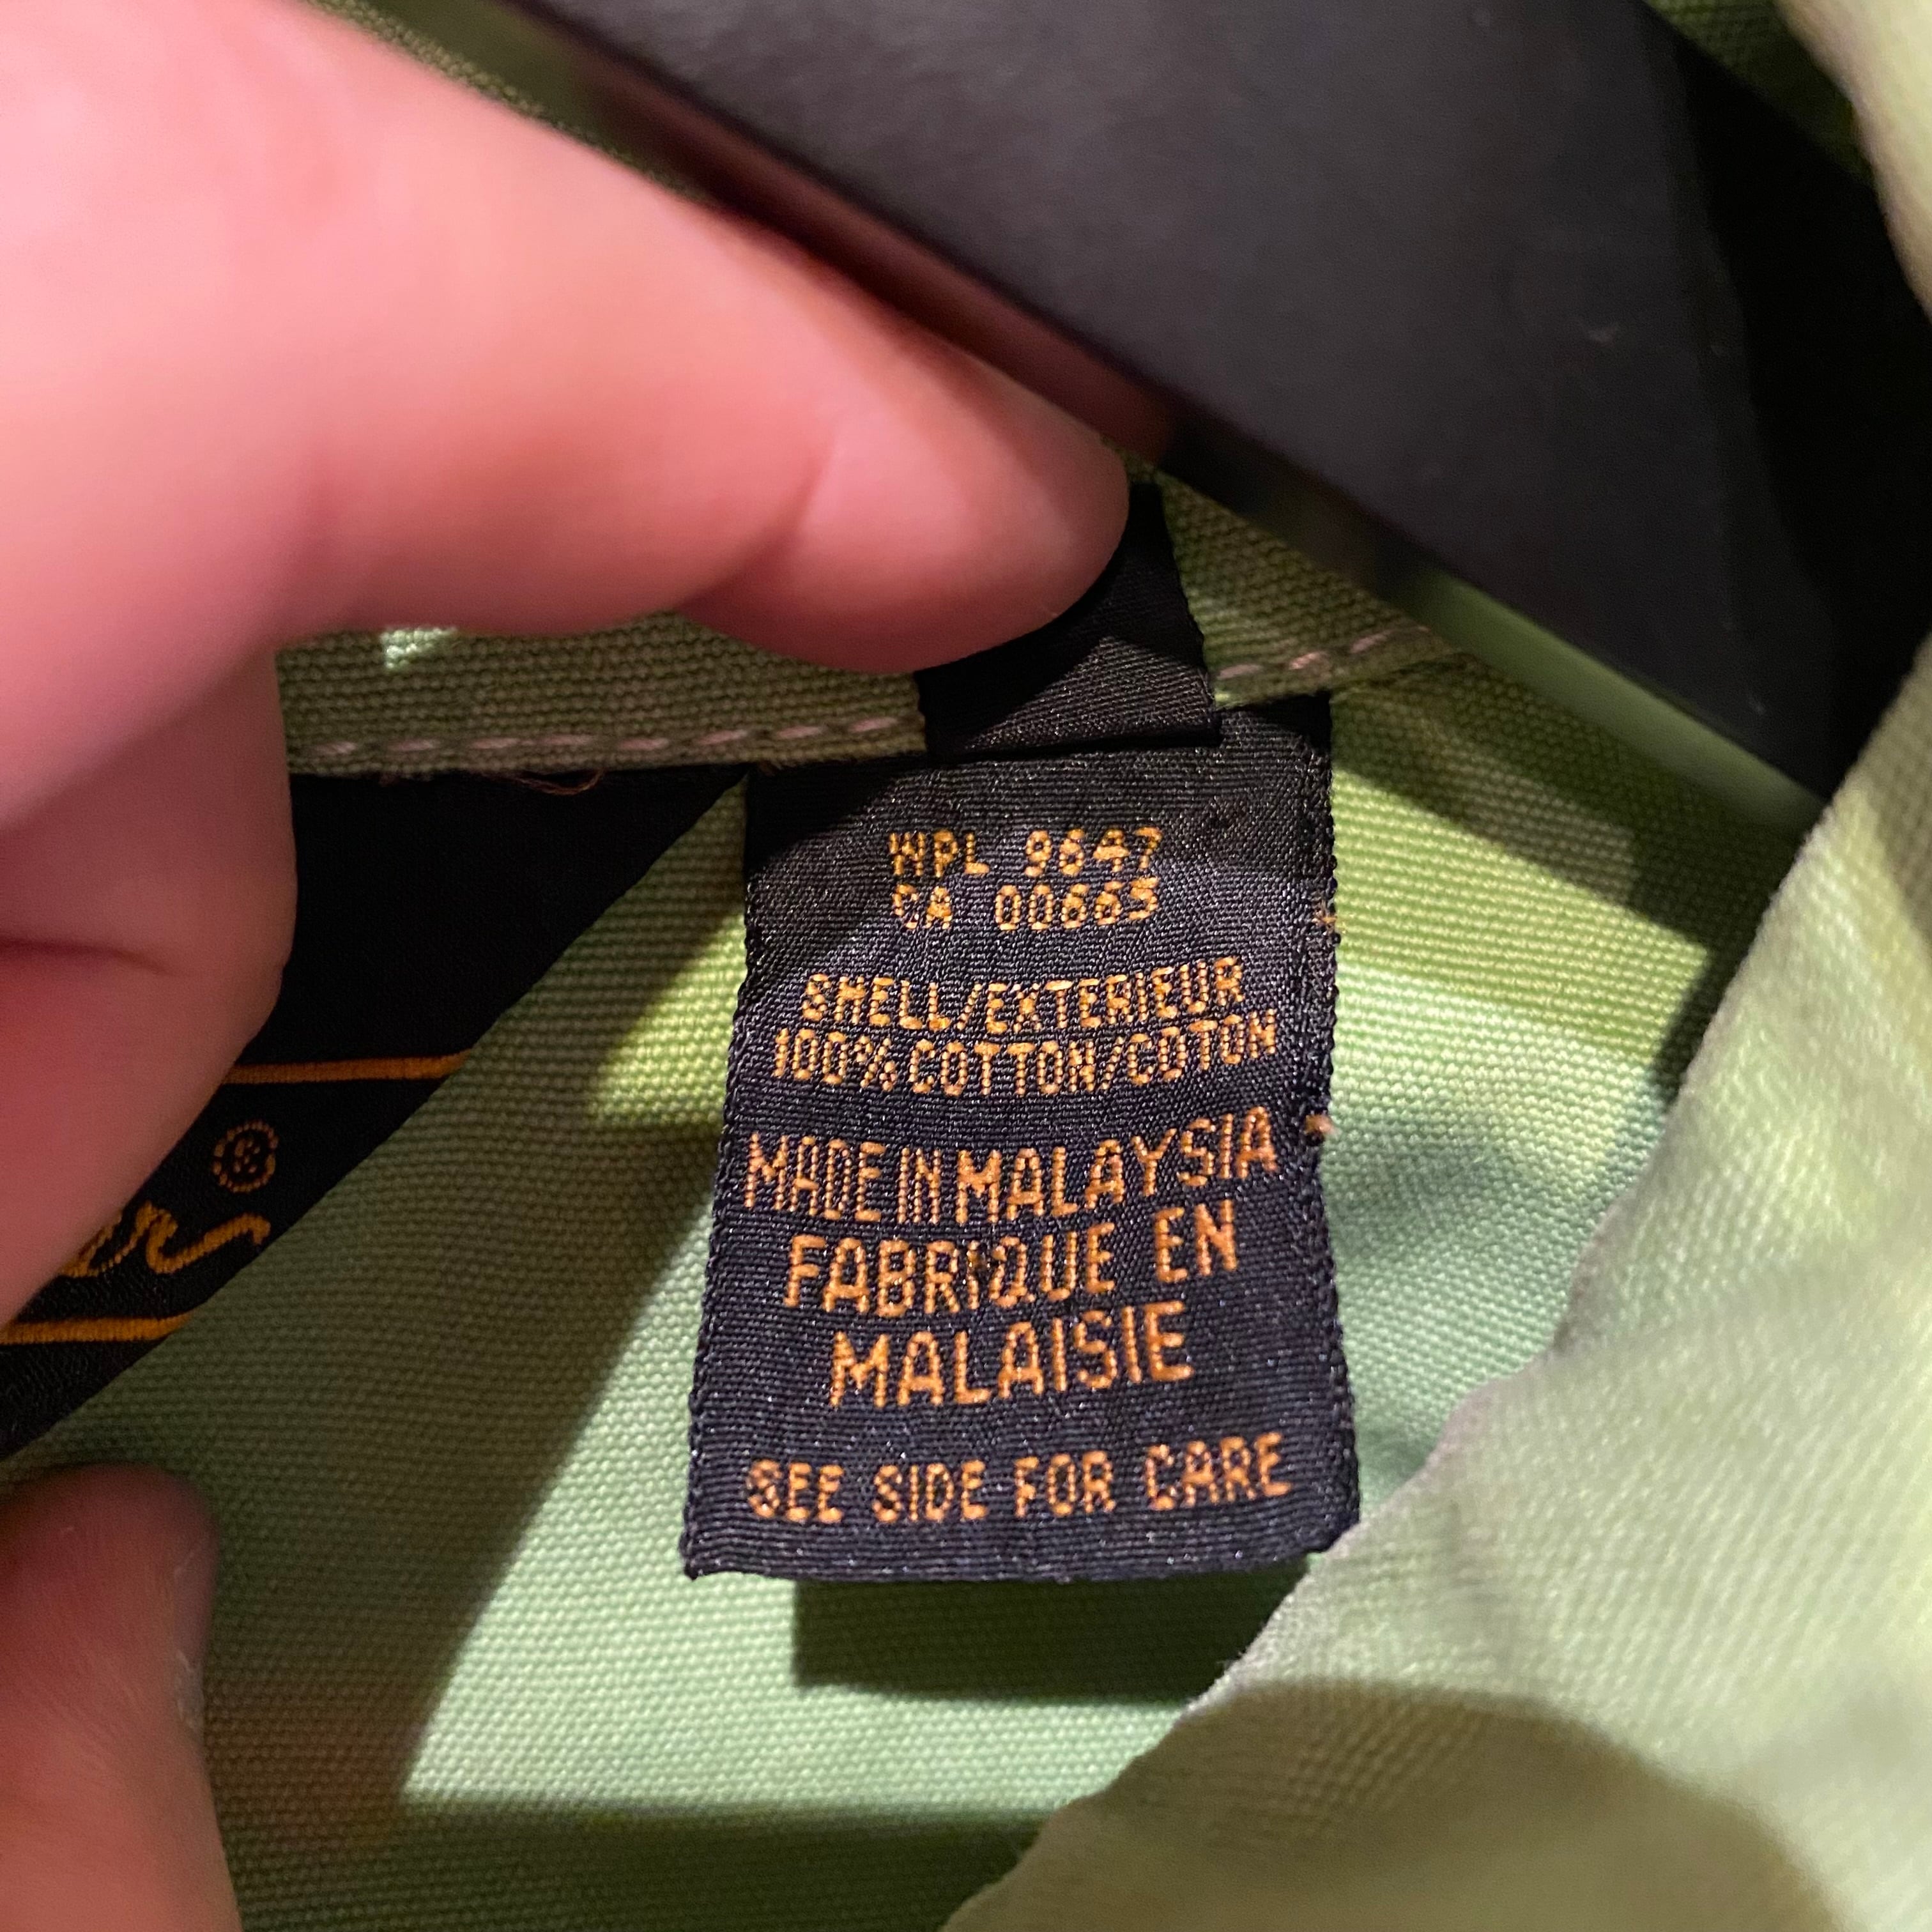 WPL 9647
CA 00665
SHELL/EXTERIEUR
100% COTTON/COTON
MADE IN MALAYSIA
FABRIQUE EN
MALAISIE
SEE SIDE FOR CARE
®